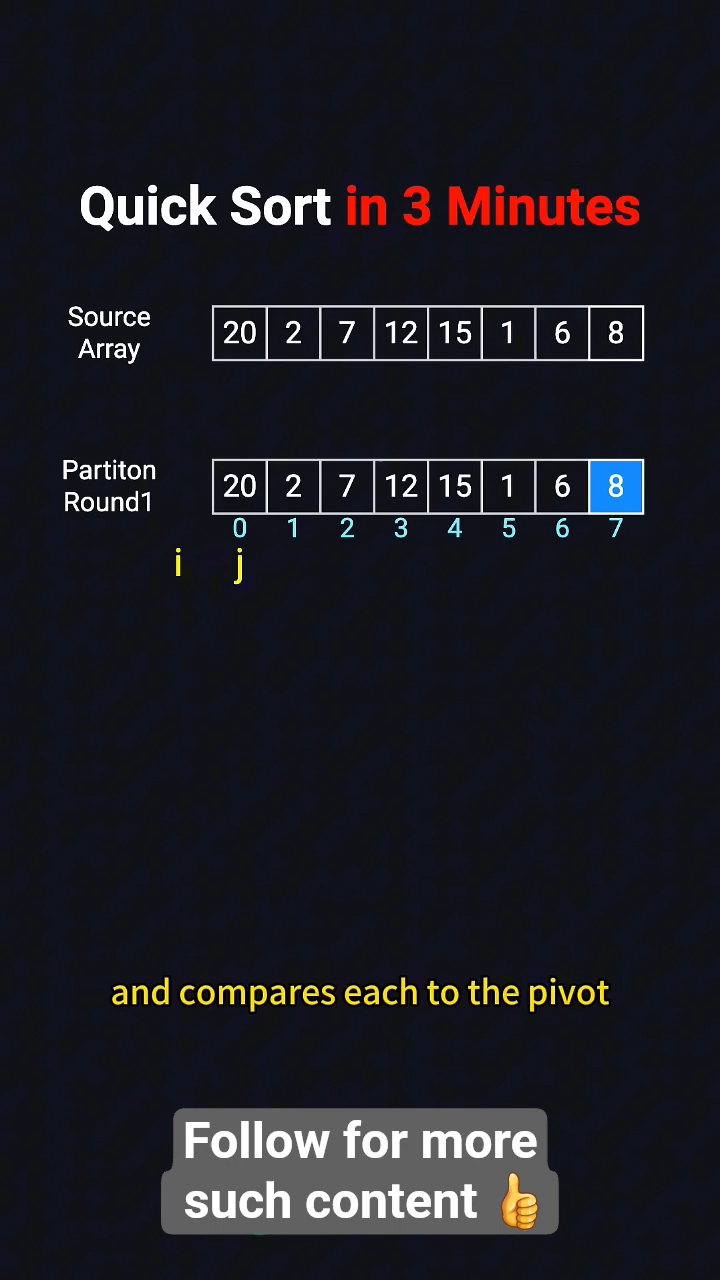 Quick Sort in 3 Minutes
Source
Array
20 2 7 12 15 1 6 8
Partiton
Round1
20 2 7 12 15 1 6 8
0 1 2 3 4 5 6 7
i j
and compares each to the pivot
Follow for more
such content 👍